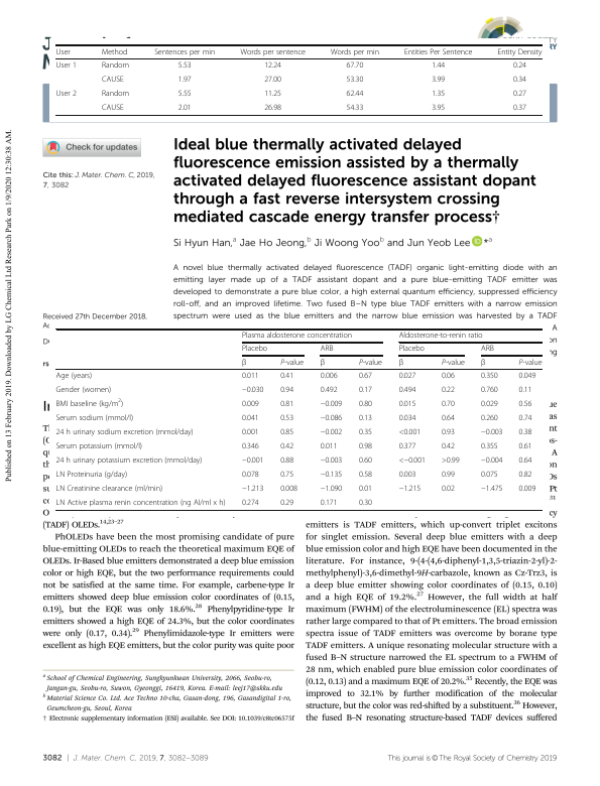 User Method Sentences per min Words per sentence Words per min Entities Per Sentence Entity Density
User 1 Random 5.53 12.24 67.70 1.44 0.24
CAUSE 1.97 27.00 53.30 3.99 0.34
User 2 Random 5.55 11.25 62.44 1.35 0.27
CAUSE 2.01 26.98 54.33 3.95 0.37
Check for updates
Cite this: J. Mater. Chem. C, 2019,
7, 3082
Ideal blue thermally activated delayed
fluorescence emission assisted by a thermally
activated delayed fluorescence assistant dopant
through a fast reverse intersystem crossing
mediated cascade energy transfer process†
Si Hyun Han,ᵃ Jae Ho Jeong,ᵇ Ji Woong Yooᵇ and Jun Yeob Lee *ᵃ
A novel blue thermally activated delayed fluorescence (TADF) organic light-emitting diode with an
emitting layer made up of a TADF assistant dopant and a pure blue-emitting TADF emitter was
developed to demonstrate a pure blue color, a high external quantum efficiency, suppressed efficiency
roll-off, and an improved lifetime. Two fused B–N type blue TADF emitters with a narrow emission
spectrum were used as the blue emitters and the narrow blue emission was harvested by a TADF
Received 27th December 2018,
Plasma aldosterone concentration Aldosterone-to-renin ratio
Placebo ARB Placebo ARB
β P-value β P-value β P-value β P-value
Age (years) 0.011 0.41 0.006 0.67 0.027 0.06 0.350 0.049
Gender (women) −0.030 0.94 0.492 0.17 0.494 0.22 0.760 0.11
BMI baseline (kg/m²) 0.009 0.81 −0.009 0.80 0.015 0.70 0.029 0.56
Serum sodium (mmol/l) 0.041 0.53 −0.086 0.13 0.034 0.64 0.260 0.74
24 h urinary sodium excretion (mmol/day) 0.001 0.85 −0.002 0.35 <0.001 0.93 −0.003 0.38
Serum potassium (mmol/l) 0.346 0.42 0.011 0.98 0.377 0.42 0.355 0.61
24 h urinary potassium excretion (mmol/day) −0.001 0.88 −0.003 0.60 −<0.001 >0.99 −0.004 0.64
LN Proteinuria (g/day) 0.078 0.75 −0.135 0.58 0.003 0.99 0.075 0.82
LN Creatinine clearance (ml/min) −1.213 0.008 −1.090 0.01 −1.215 0.02 −1.475 0.009
LN Active plasma renin concentration (ng AI/ml x h) 0.274 0.29 0.171 0.30
(TADF) OLEDs.¹⁴,²³⁻²⁷
PhOLEDs have been the most promising candidate of pure
blue-emitting OLEDs to reach the theoretical maximum EQE of
OLEDs. Ir-Based blue emitters demonstrated a deep blue emission
color or high EQE, but the two performance requirements could
not be satisfied at the same time. For example, carbene-type Ir
emitters showed deep blue emission color coordinates of (0.15,
0.19), but the EQE was only 18.6%.²⁸ Phenylpyridine-type Ir
emitters showed a high EQE of 24.3%, but the color coordinates
were only (0.17, 0.34).²⁹ Phenylimidazole-type Ir emitters were
excellent as high EQE emitters, but the color purity was quite poor
emitters is TADF emitters, which up-convert triplet excitons
for singlet emission. Several deep blue emitters with a deep
blue emission color and high EQE have been documented in the
literature. For instance, 9-(4-(4,6-diphenyl-1,3,5-triazin-2-yl)-2-
methylphenyl)-3,6-dimethyl-9H-carbazole, known as Cz-Trz3, is
a deep blue emitter showing color coordinates of (0.15, 0.10)
and a high EQE of 19.2%.²⁷ However, the full width at half
maximum (FWHM) of the electroluminescence (EL) spectra was
rather large compared to that of Pt emitters. The broad emission
spectra issue of TADF emitters was overcome by borane type
TADF emitters. A unique resonating molecular structure with a
fused B–N structure narrowed the EL spectrum to a FWHM of
28 nm, which enabled pure blue emission color coordinates of
(0.12, 0.13) and a maximum EQE of 20.2%.³⁵ Recently, the EQE was
improved to 32.1% by further modification of the molecular
structure, but the color was red-shifted by a substituent.³⁶ However,
the fused B–N resonating structure-based TADF devices suffered
ᵃ School of Chemical Engineering, Sungkyunkwan University, 2066, Seobu-ro,
Jangan-gu, Seobu-ro, Suwon, Gyeonggi, 16419, Korea. E-mail: leej17@skku.edu
ᵇ Material Science Co. Ltd. Ace Techno 10-cha, Gasan-dong, 196, Gasandigital 1-ro,
Geumcheon-gu, Seoul, Korea
† Electronic supplementary information (ESI) available. See DOI: 10.1039/c8tc06575f
3082 | J. Mater. Chem. C, 2019, 7, 3082–3089
This journal is © The Royal Society of Chemistry 2019
Published on 13 February 2019. Downloaded by LG Chemical Ltd Research Park on 1/9/2020 12:30:38 AM.